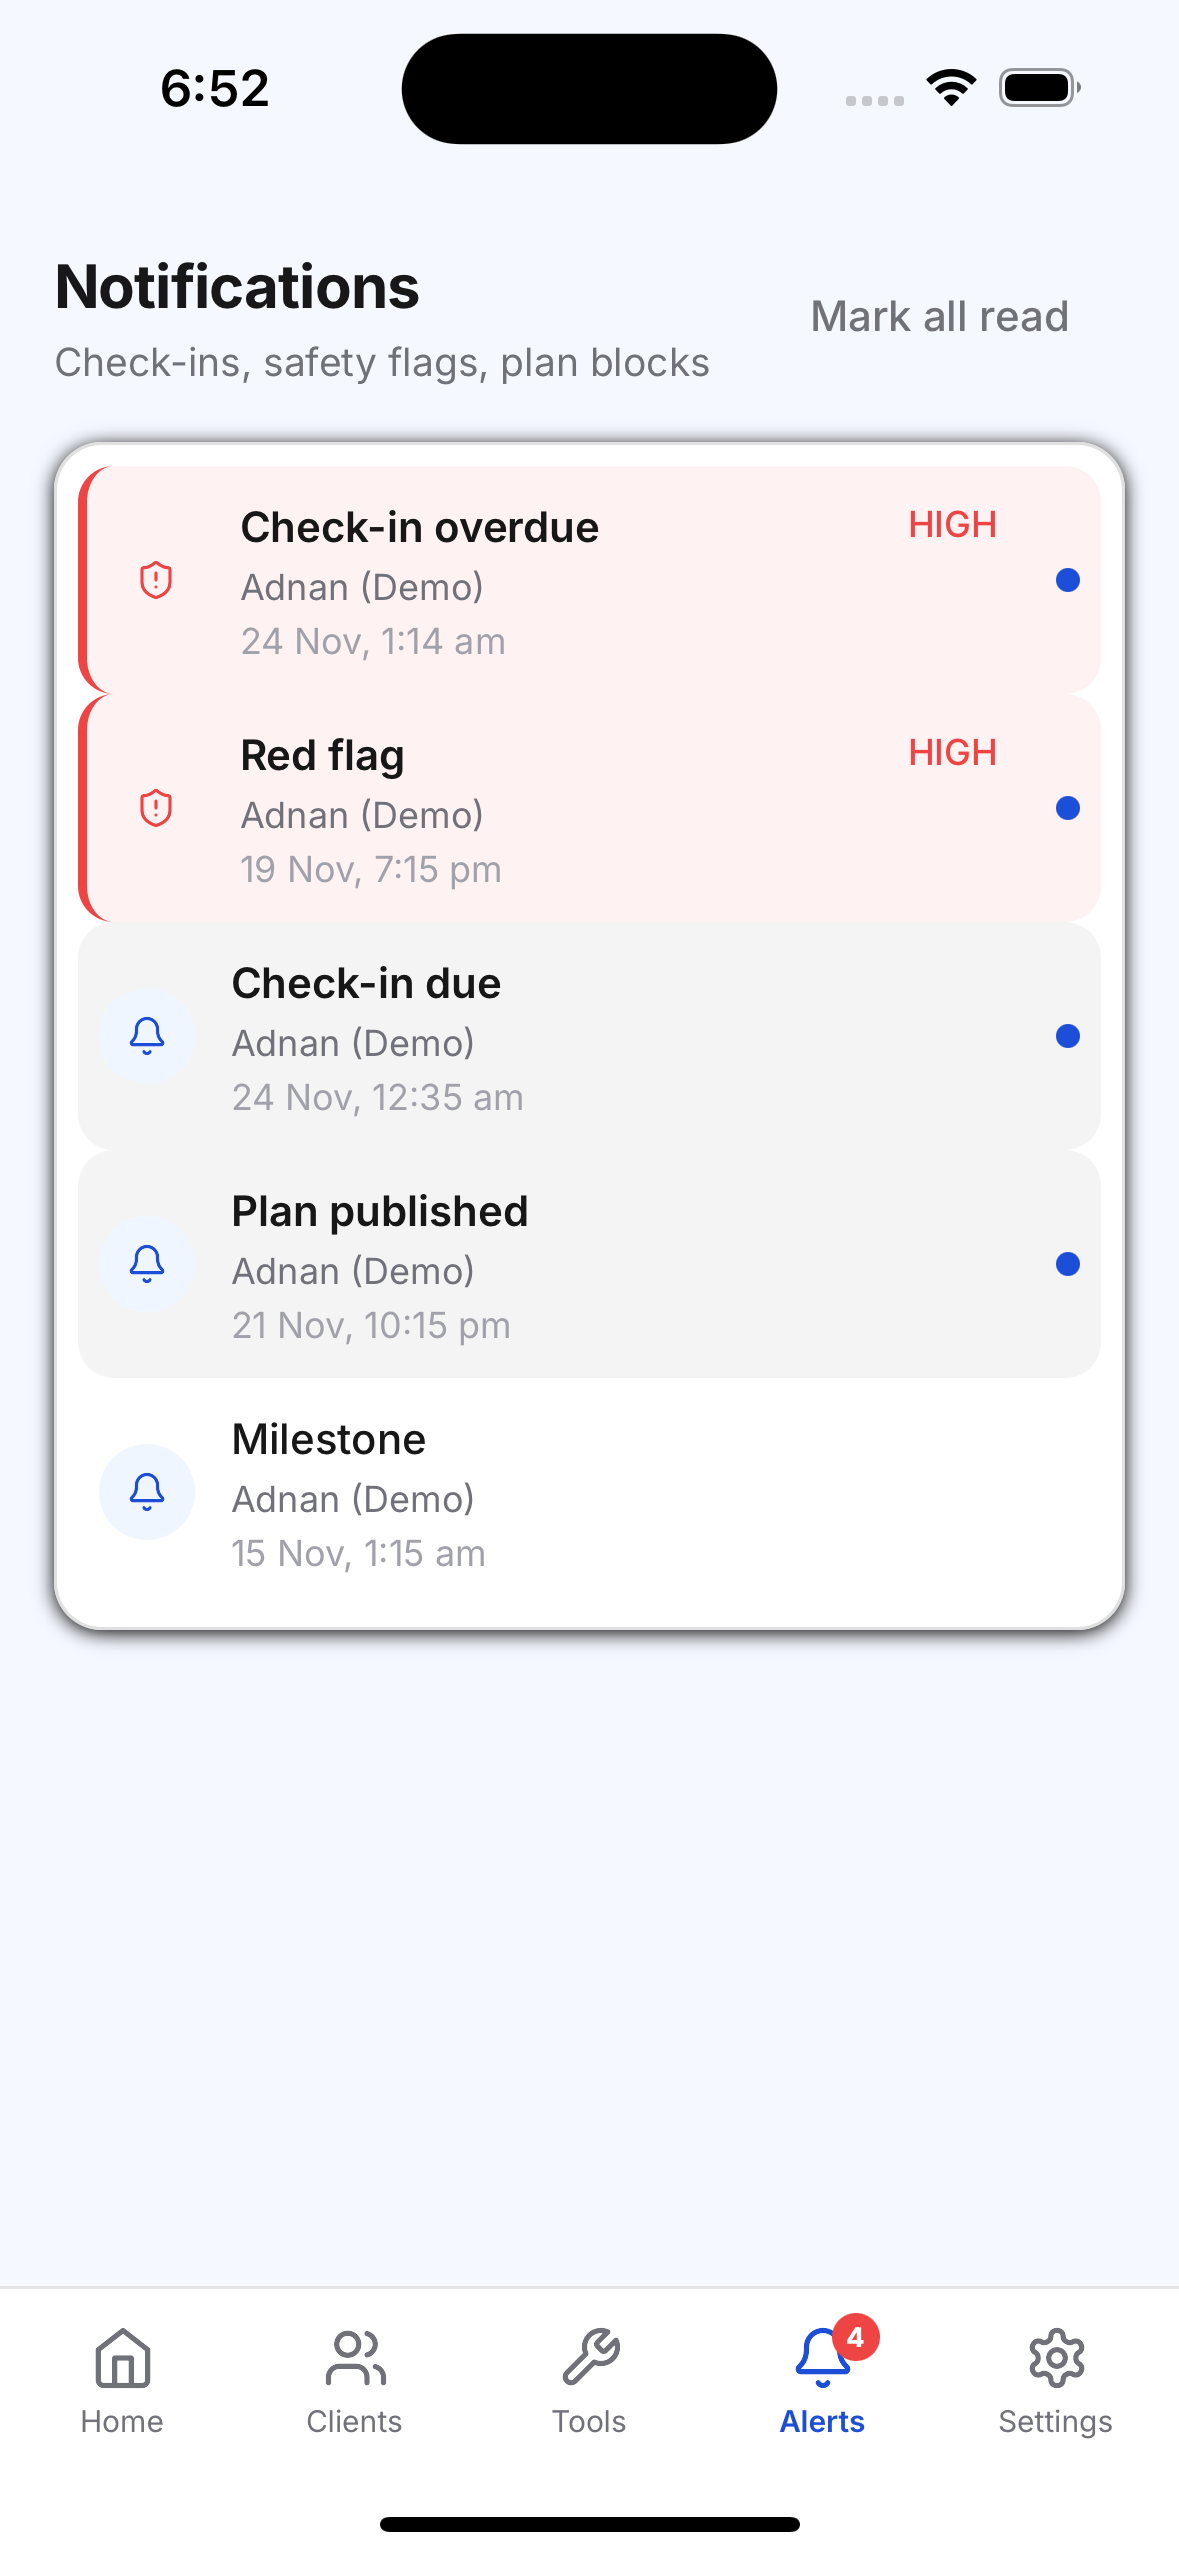 6:52
Notifications
Mark all read
Check-ins, safety flags, plan blocks
Check-in overdue
HIGH
Adnan (Demo)
24 Nov, 1:14 am
Red flag
HIGH
Adnan (Demo)
19 Nov, 7:15 pm
Check-in due
Adnan (Demo)
24 Nov, 12:35 am
Plan published
Adnan (Demo)
21 Nov, 10:15 pm
Milestone
Adnan (Demo)
15 Nov, 1:15 am
4
Home
Clients
Tools
Alerts
Settings